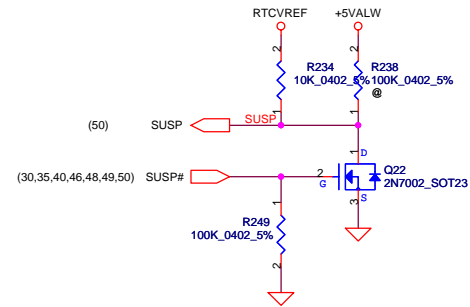 RTCVREF +5VALW
2 2
R234 R238
10K_0402_5% 100K_0402_5%
@
1 1
(50) SUSP SUSP
1
D
(30,35,40,46,48,49,50) SUSP# 2 Q22
G 2N7002_SOT23
S
1 3
R249
100K_0402_5%
2